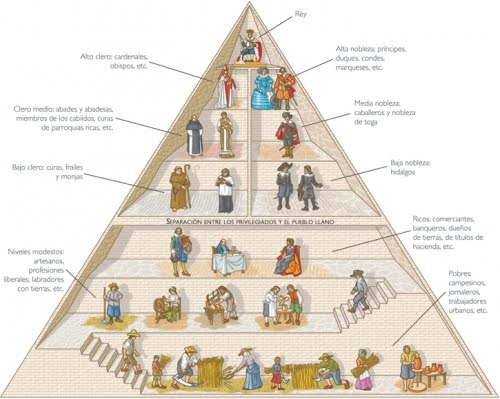 Rey
Alto clero: cardenales,
obispos, etc.
Alta nobleza: príncipes,
duques, condes,
marqueses, etc.
Clero medio: abades y abadesas,
miembros de los cabildos, curas
de parroquias ricas, etc.
Media nobleza:
caballeros y nobleza
de toga
Bajo clero: curas, frailes
y monjas
Baja nobleza:
hidalgos
SEPARACIÓN ENTRE LOS PRIVILEGIADOS Y EL PUEBLO LLANO
Ricos: comerciantes,
banqueros, dueños
de tierras, de títulos de
hacienda, etc.
Niveles modestos:
artesanos,
profesiones
liberales, labradores
con tierras, etc.
Pobres:
campesinos,
jornaleros,
trabajadores
urbanos, etc.